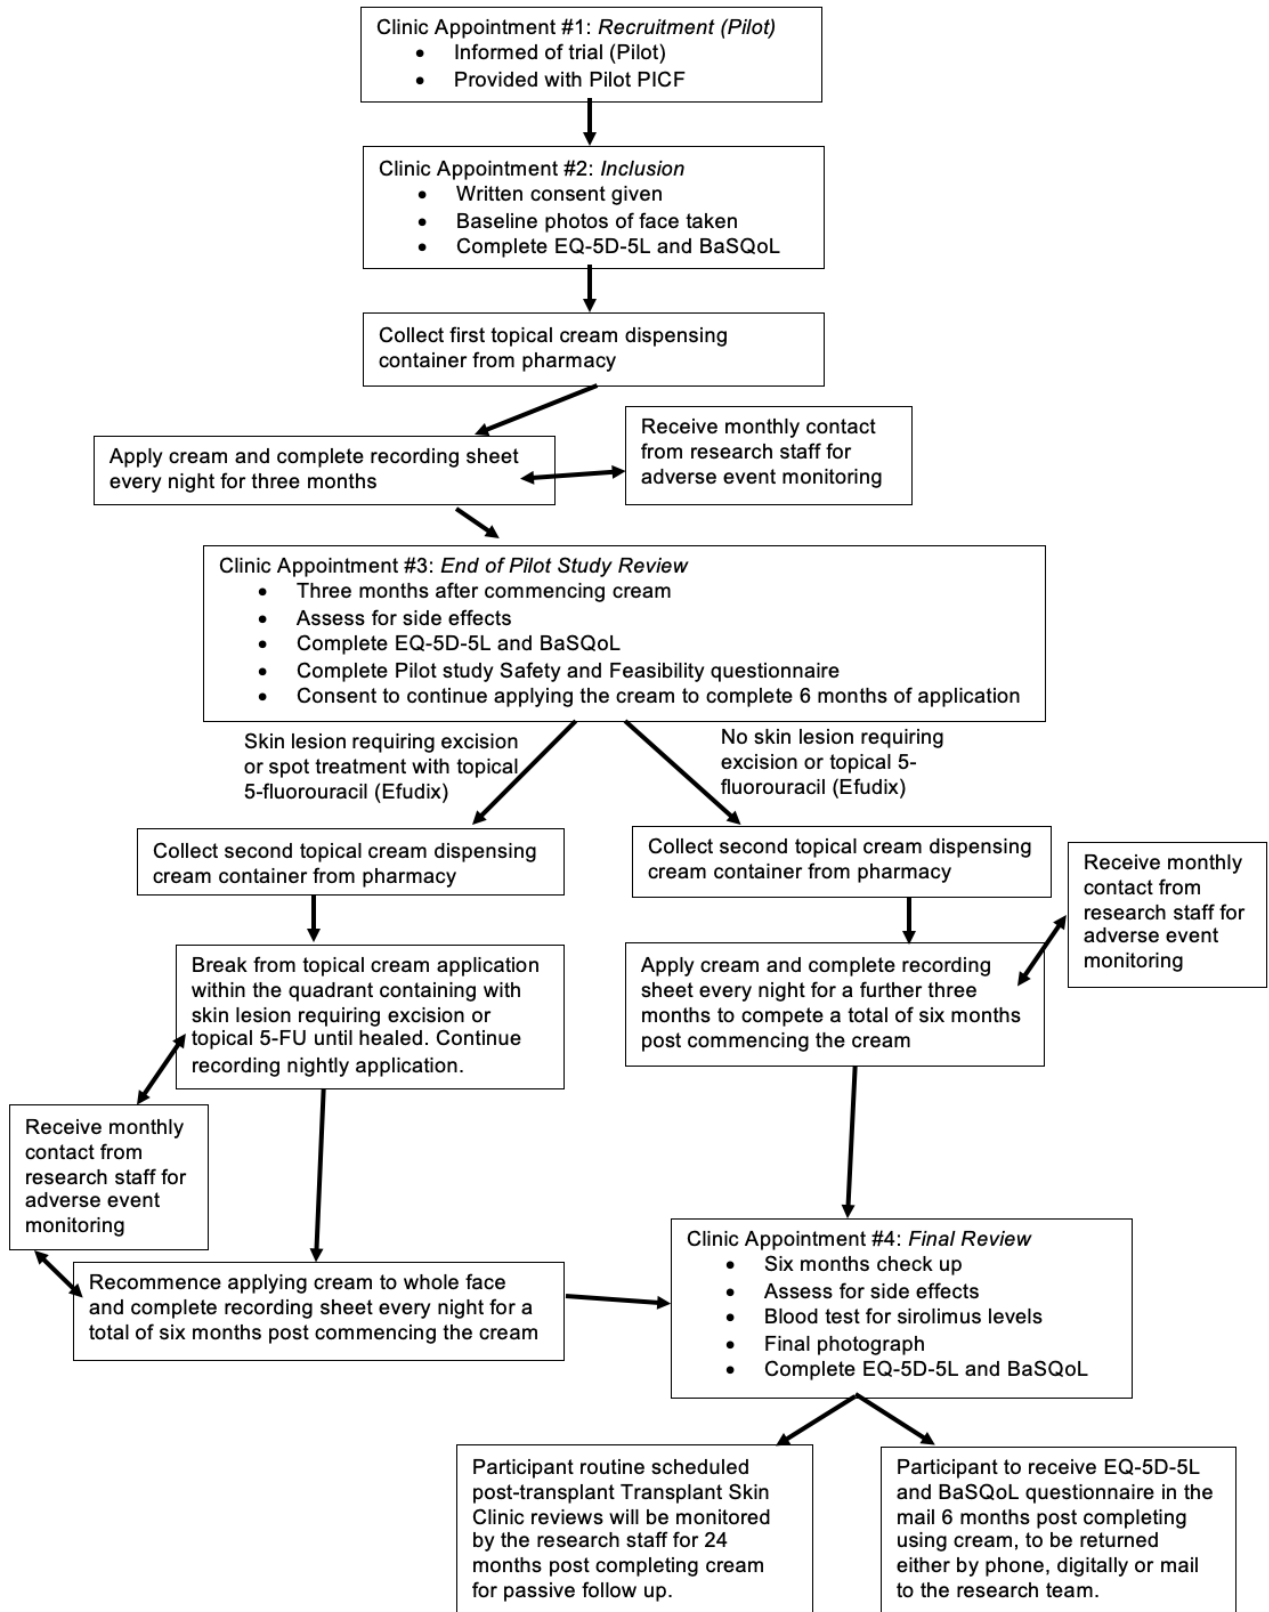 Clinic Appointment #1: Recruitment (Pilot)
• Informed of trial (Pilot)
• Provided with Pilot PICF
Clinic Appointment #2: Inclusion
• Written consent given
• Baseline photos of face taken
• Complete EQ-5D-5L and BaSQoL
Collect first topical cream dispensing
container from pharmacy
Apply cream and complete recording sheet
every night for three months
Receive monthly contact
from research staff for
adverse event monitoring
Clinic Appointment #3: End of Pilot Study Review
• Three months after commencing cream
• Assess for side effects
• Complete EQ-5D-5L and BaSQoL
• Complete Pilot study Safety and Feasibility questionnaire
• Consent to continue applying the cream to complete 6 months of application
Skin lesion requiring excision
or spot treatment with topical
5-fluorouracil (Efudix)
No skin lesion requiring
excision or topical 5-
fluorouracil (Efudix)
Collect second topical cream dispensing
cream container from pharmacy
Collect second topical cream dispensing
cream container from pharmacy
Receive monthly
contact from
research staff for
adverse event
monitoring
Break from topical cream application
within the quadrant containing with
skin lesion requiring excision or
topical 5-FU until healed. Continue
recording nightly application.
Apply cream and complete recording
sheet every night for a further three
months to compete a total of six months
post commencing the cream
Receive monthly
contact from
research staff for
adverse event
monitoring
Recommence applying cream to whole face
and complete recording sheet every night for a
total of six months post commencing the cream
Clinic Appointment #4: Final Review
• Six months check up
• Assess for side effects
• Blood test for sirolimus levels
• Final photograph
• Complete EQ-5D-5L and BaSQoL
Participant routine scheduled
post-transplant Transplant Skin
Clinic reviews will be monitored
by the research staff for 24
months post completing cream
for passive follow up.
Participant to receive EQ-5D-5L
and BaSQoL questionnaire in the
mail 6 months post completing
using cream, to be returned
either by phone, digitally or mail
to the research team.